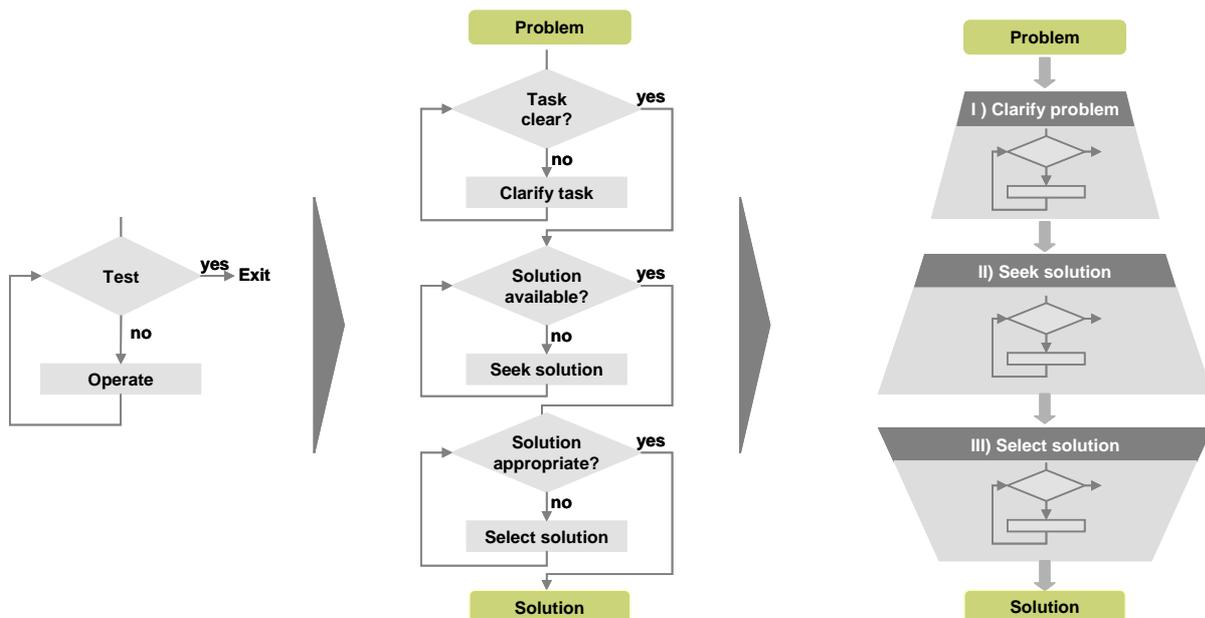 Test
yes
Exit
no
Operate
Problem
Task
clear?
yes
no
Clarify task
Solution
available?
yes
no
Seek solution
Solution
appropriate?
yes
no
Select solution
Solution
Problem
I ) Clarify problem
II) Seek solution
III) Select solution
Solution